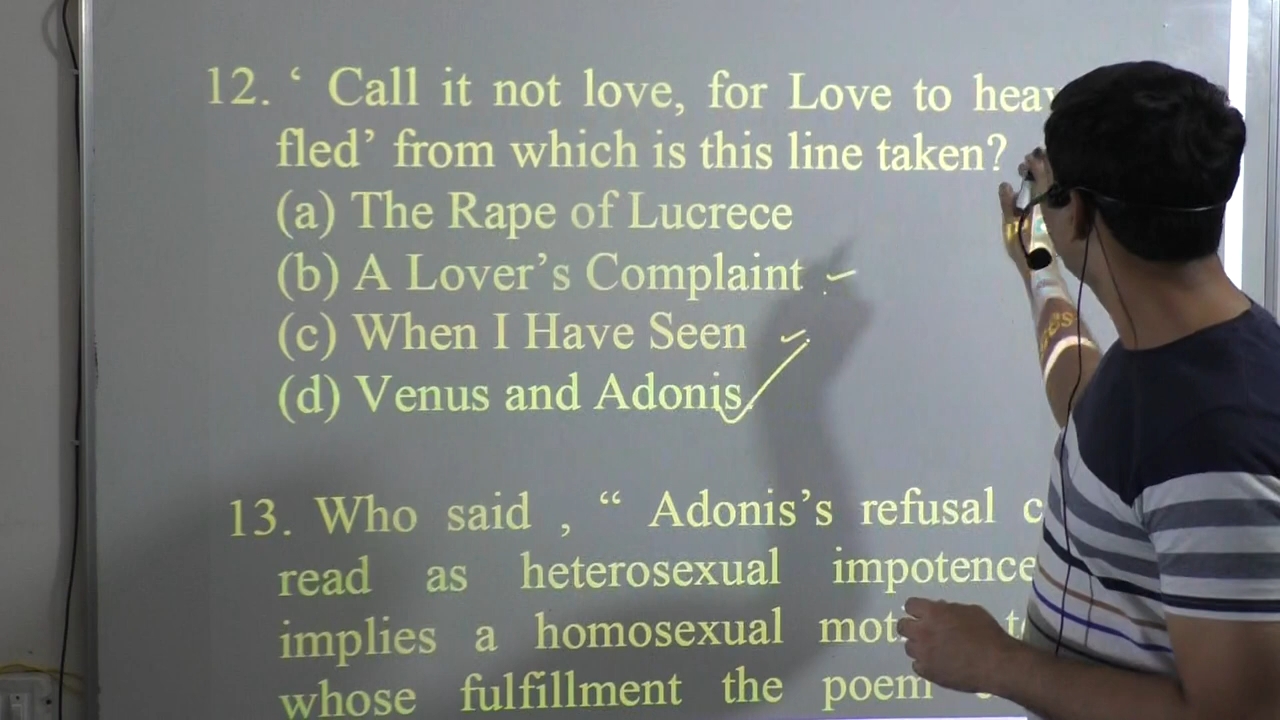 12. ‘ Call it not love, for Love to heav
fled’ from which is this line taken?
(a) The Rape of Lucrece
(b) A Lover’s Complaint
(c) When I Have Seen
(d) Venus and Adonis
13. Who said , “ Adonis’s refusal c
read as heterosexual impotence
implies a homosexual
whose fulfillment the poem